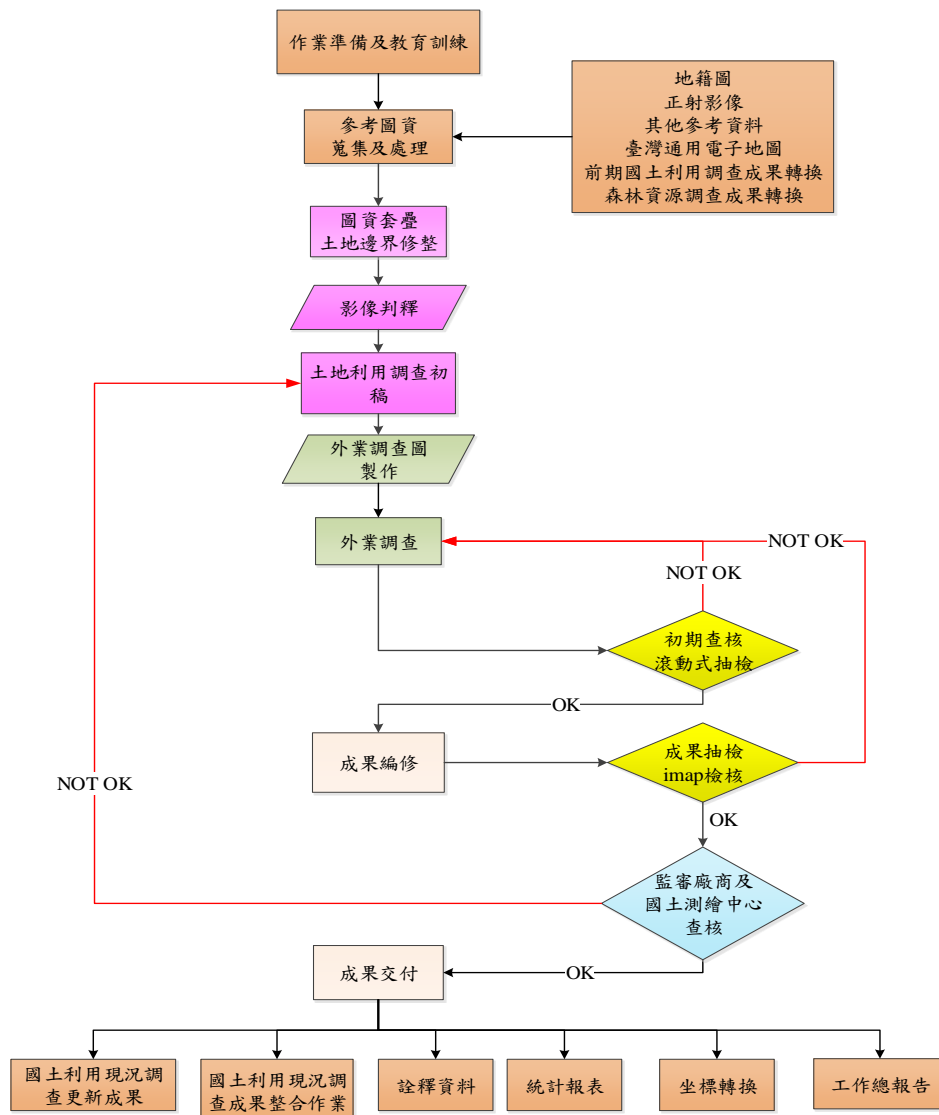 作業準備及教育訓練
地籍圖
正射影像
其他參考資料
臺灣通用電子地圖
前期國土利用調查成果轉換
森林資源調查成果轉換
參考圖資
蒐集及處理
圖資套疊
土地邊界修整
影像判釋
土地利用調查初
稿
外業調查圖
製作
外業調查
NOT OK
NOT OK
初期查核
滾動式抽檢
OK
成果編修
成果抽檢
imap檢核
NOT OK
OK
監審廠商及
國土測繪中心
查核
成果交付
OK
國土利用現況調
查更新成果
國土利用現況調
查成果整合作業
詮釋資料
統計報表
坐標轉換
工作總報告